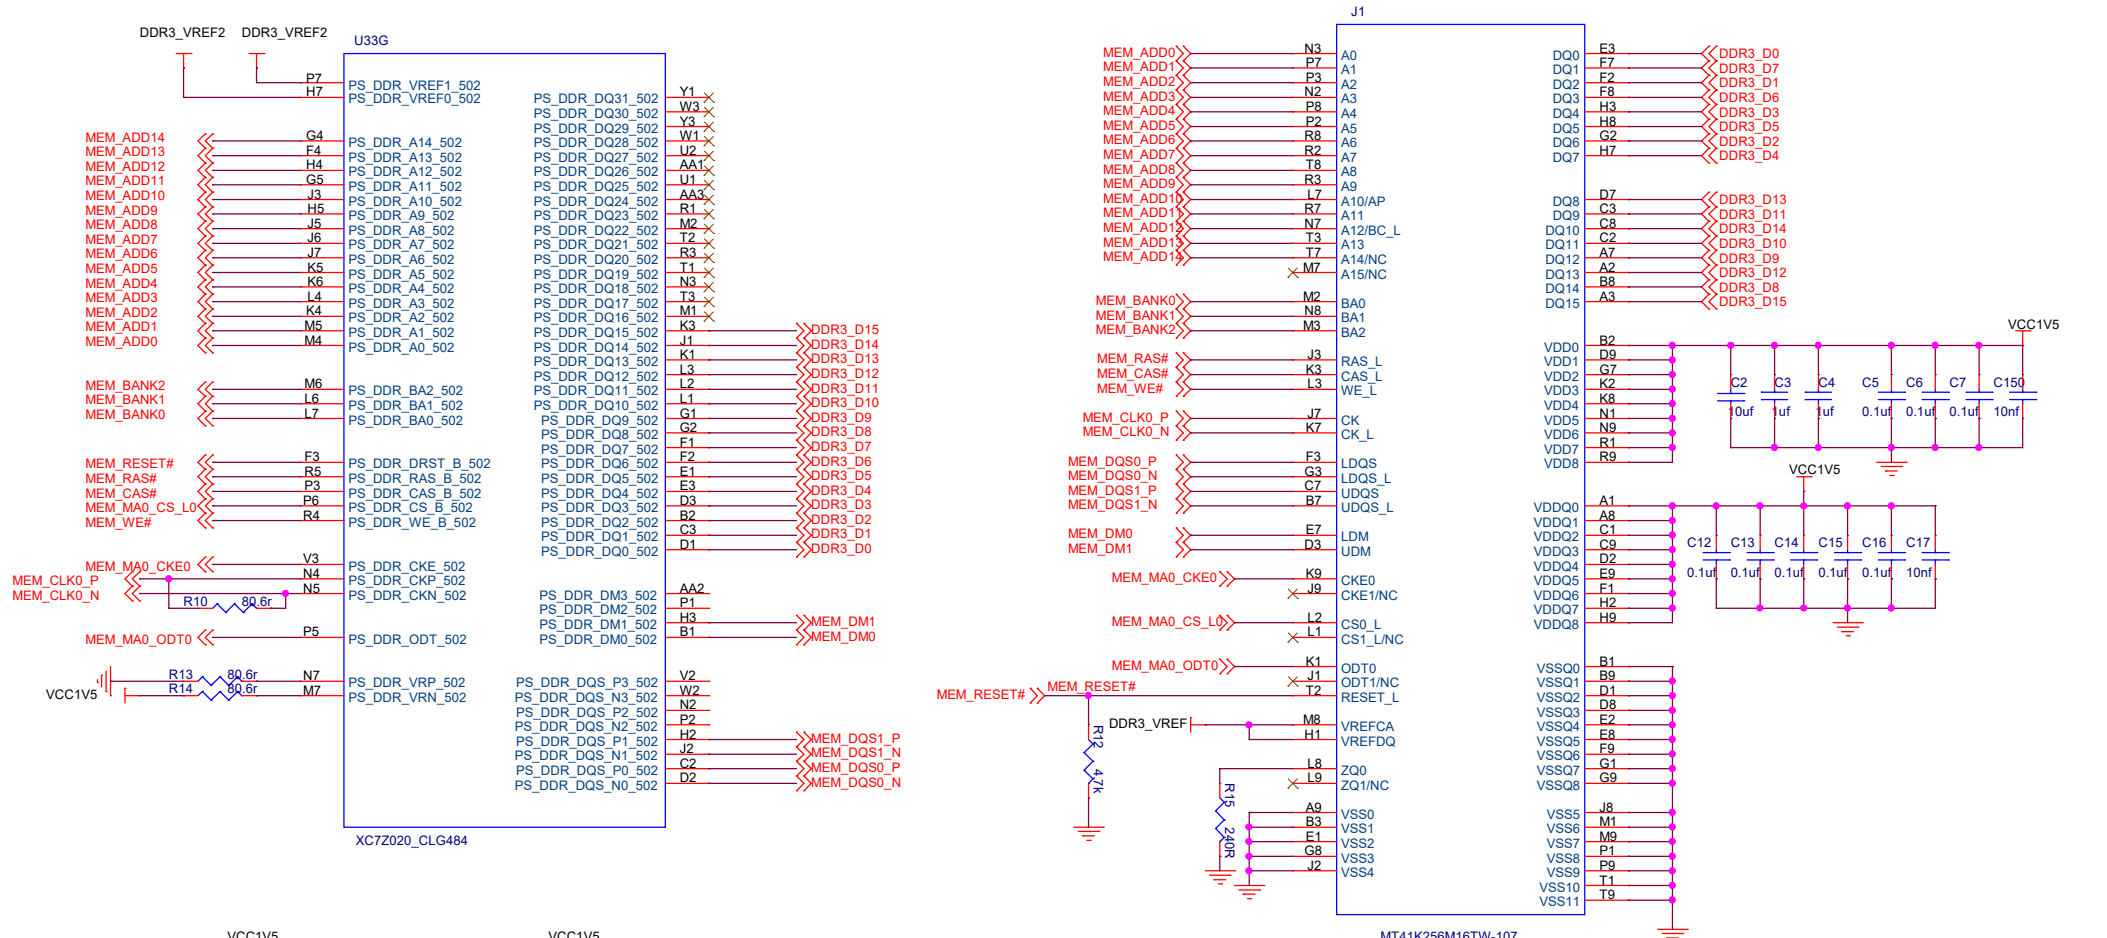 DDR3_VREF2 DDR3_VREF2
U33G
P7 PS_DDR_VREF1_502
H7 PS_DDR_VREF0_502
MEM_ADD14 G4 PS_DDR_A14_502
MEM_ADD13 F4 PS_DDR_A13_502
MEM_ADD12 H4 PS_DDR_A12_502
MEM_ADD11 G5 PS_DDR_A11_502
MEM_ADD10 J3 PS_DDR_A10_502
MEM_ADD9 H5 PS_DDR_A9_502
MEM_ADD8 J5 PS_DDR_A8_502
MEM_ADD7 J6 PS_DDR_A7_502
MEM_ADD6 J7 PS_DDR_A6_502
MEM_ADD5 K5 PS_DDR_A5_502
MEM_ADD4 K6 PS_DDR_A4_502
MEM_ADD3 L4 PS_DDR_A3_502
MEM_ADD2 K4 PS_DDR_A2_502
MEM_ADD1 M5 PS_DDR_A1_502
MEM_ADD0 M4 PS_DDR_A0_502
MEM_BANK2 M6 PS_DDR_BA2_502
MEM_BANK1 L6 PS_DDR_BA1_502
MEM_BANK0 L7 PS_DDR_BA0_502
MEM_RESET# F3 PS_DDR_DRST_B_502
MEM_RAS# R5 PS_DDR_RAS_B_502
MEM_CAS# P3 PS_DDR_CAS_B_502
MEM_MA0_CS_L0 P6 PS_DDR_CS_B_502
MEM_WE# R4 PS_DDR_WE_B_502
MEM_MA0_CKE0 V3 PS_DDR_CKE_502
MEM_CLK0_P N4 PS_DDR_CKP_502
MEM_CLK0_N N5 PS_DDR_CKN_502
R10 80.6r
MEM_MA0_ODT0 P5 PS_DDR_ODT_502
R13 80.6r N7 PS_DDR_VRP_502
VCC1V5 R14 80.6r M7 PS_DDR_VRN_502
PS_DDR_DQ31_502 Y1
PS_DDR_DQ30_502 W3
PS_DDR_DQ29_502 Y3
PS_DDR_DQ28_502 W1
PS_DDR_DQ27_502 U2
PS_DDR_DQ26_502 AA1
PS_DDR_DQ25_502 U1
PS_DDR_DQ24_502 AA3
PS_DDR_DQ23_502 R1
PS_DDR_DQ22_502 M2
PS_DDR_DQ21_502 T2
PS_DDR_DQ20_502 R3
PS_DDR_DQ19_502 T1
PS_DDR_DQ18_502 N3
PS_DDR_DQ17_502 T3
PS_DDR_DQ16_502 M1
PS_DDR_DQ15_502 K3 DDR3_D15
PS_DDR_DQ14_502 J1 DDR3_D14
PS_DDR_DQ13_502 K1 DDR3_D13
PS_DDR_DQ12_502 L3 DDR3_D12
PS_DDR_DQ11_502 L2 DDR3_D11
PS_DDR_DQ10_502 L1 DDR3_D10
PS_DDR_DQ9_502 G1 DDR3_D9
PS_DDR_DQ8_502 G2 DDR3_D8
PS_DDR_DQ7_502 F1 DDR3_D7
PS_DDR_DQ6_502 F2 DDR3_D6
PS_DDR_DQ5_502 E1 DDR3_D5
PS_DDR_DQ4_502 E3 DDR3_D4
PS_DDR_DQ3_502 D3 DDR3_D3
PS_DDR_DQ2_502 B2 DDR3_D2
PS_DDR_DQ1_502 C3 DDR3_D1
PS_DDR_DQ0_502 D1 DDR3_D0
PS_DDR_DM3_502 AA2
PS_DDR_DM2_502 P1
PS_DDR_DM1_502 H3 MEM_DM1
PS_DDR_DM0_502 B1 MEM_DM0
PS_DDR_DQS_P3_502 V2
PS_DDR_DQS_N3_502 W2
PS_DDR_DQS_P2_502 N2
PS_DDR_DQS_N2_502 P2
PS_DDR_DQS_P1_502 H2 MEM_DQS1_P
PS_DDR_DQS_N1_502 J2 MEM_DQS1_N
PS_DDR_DQS_P0_502 C2 MEM_DQS0_P
PS_DDR_DQS_N0_502 D2 MEM_DQS0_N
XC7Z020_CLG484
VCC1V5 VCC1V5
J1
MEM_ADD0 N3 A0
MEM_ADD1 P7 A1
MEM_ADD2 P3 A2
MEM_ADD3 N2 A3
MEM_ADD4 P8 A4
MEM_ADD5 P2 A5
MEM_ADD6 R8 A6
MEM_ADD7 R2 A7
MEM_ADD8 T8 A8
MEM_ADD9 R3 A9
MEM_ADD10 L7 A10/AP
MEM_ADD11 R7 A11
MEM_ADD12 N7 A12/BC_L
MEM_ADD13 T3 A13
MEM_ADD14 T7 A14/NC
M7 A15/NC
MEM_BANK0 M2 BA0
MEM_BANK1 N8 BA1
MEM_BANK2 M3 BA2
MEM_RAS# J3 RAS_L
MEM_CAS# K3 CAS_L
MEM_WE# L3 WE_L
MEM_CLK0_P J7 CK
MEM_CLK0_N K7 CK_L
MEM_DQS0_P F3 LDQS
MEM_DQS0_N G3 LDQS_L
MEM_DQS1_P C7 UDQS
MEM_DQS1_N B7 UDQS_L
MEM_DM0 E7 LDM
MEM_DM1 D3 UDM
MEM_MA0_CKE0 K9 CKE0
J9 CKE1/NC
MEM_MA0_CS_L0 L2 CS0_L
L1 CS1_L/NC
MEM_MA0_ODT0 K1 ODT0
J1 ODT1/NC
MEM_RESET# MEM_RESET# T2 RESET_L
R12 4.7k
DDR3_VREF M8 VREFCA
H1 VREFDQ
L8 ZQ0
L9 ZQ1/NC
R15 240R
A9 VSS0
B3 VSS1
E1 VSS2
G8 VSS3
J2 VSS4
DQ0 E3 DDR3_D0
DQ1 F7 DDR3_D7
DQ2 F2 DDR3_D1
DQ3 F8 DDR3_D6
DQ4 H3 DDR3_D3
DQ5 H8 DDR3_D5
DQ6 G2 DDR3_D2
DQ7 H7 DDR3_D4
DQ8 D7 DDR3_D13
DQ9 C3 DDR3_D11
DQ10 C8 DDR3_D14
DQ11 C2 DDR3_D10
DQ12 A7 DDR3_D9
DQ13 A2 DDR3_D12
DQ14 B8 DDR3_D8
DQ15 A3 DDR3_D15
VCC1V5
VDD0 B2
VDD1 D9
VDD2 G7
VDD3 K2
VDD4 K8
VDD5 N1
VDD6 N9
VDD7 R1
VDD8 R9
C2 C3 C4 C5 C6 C7 C150
10uf 1uf 1uf 0.1uf 0.1uf 0.1uf 10nf
VCC1V5
VDDQ0 A1
VDDQ1 A8
VDDQ2 C1
VDDQ3 C9
VDDQ4 D2
VDDQ5 E9
VDDQ6 F1
VDDQ7 H2
VDDQ8 H9
C12 C13 C14 C15 C16 C17
0.1uf 0.1uf 0.1uf 0.1uf 0.1uf 10nf
VSSQ0 B1
VSSQ1 B9
VSSQ2 D1
VSSQ3 D8
VSSQ4 E2
VSSQ5 E8
VSSQ6 F9
VSSQ7 G1
VSSQ8 G9
VSS5 J8
VSS6 M1
VSS7 M9
VSS8 P1
VSS9 P9
VSS10 T1
VSS11 T9
MT41K256M16TW-107